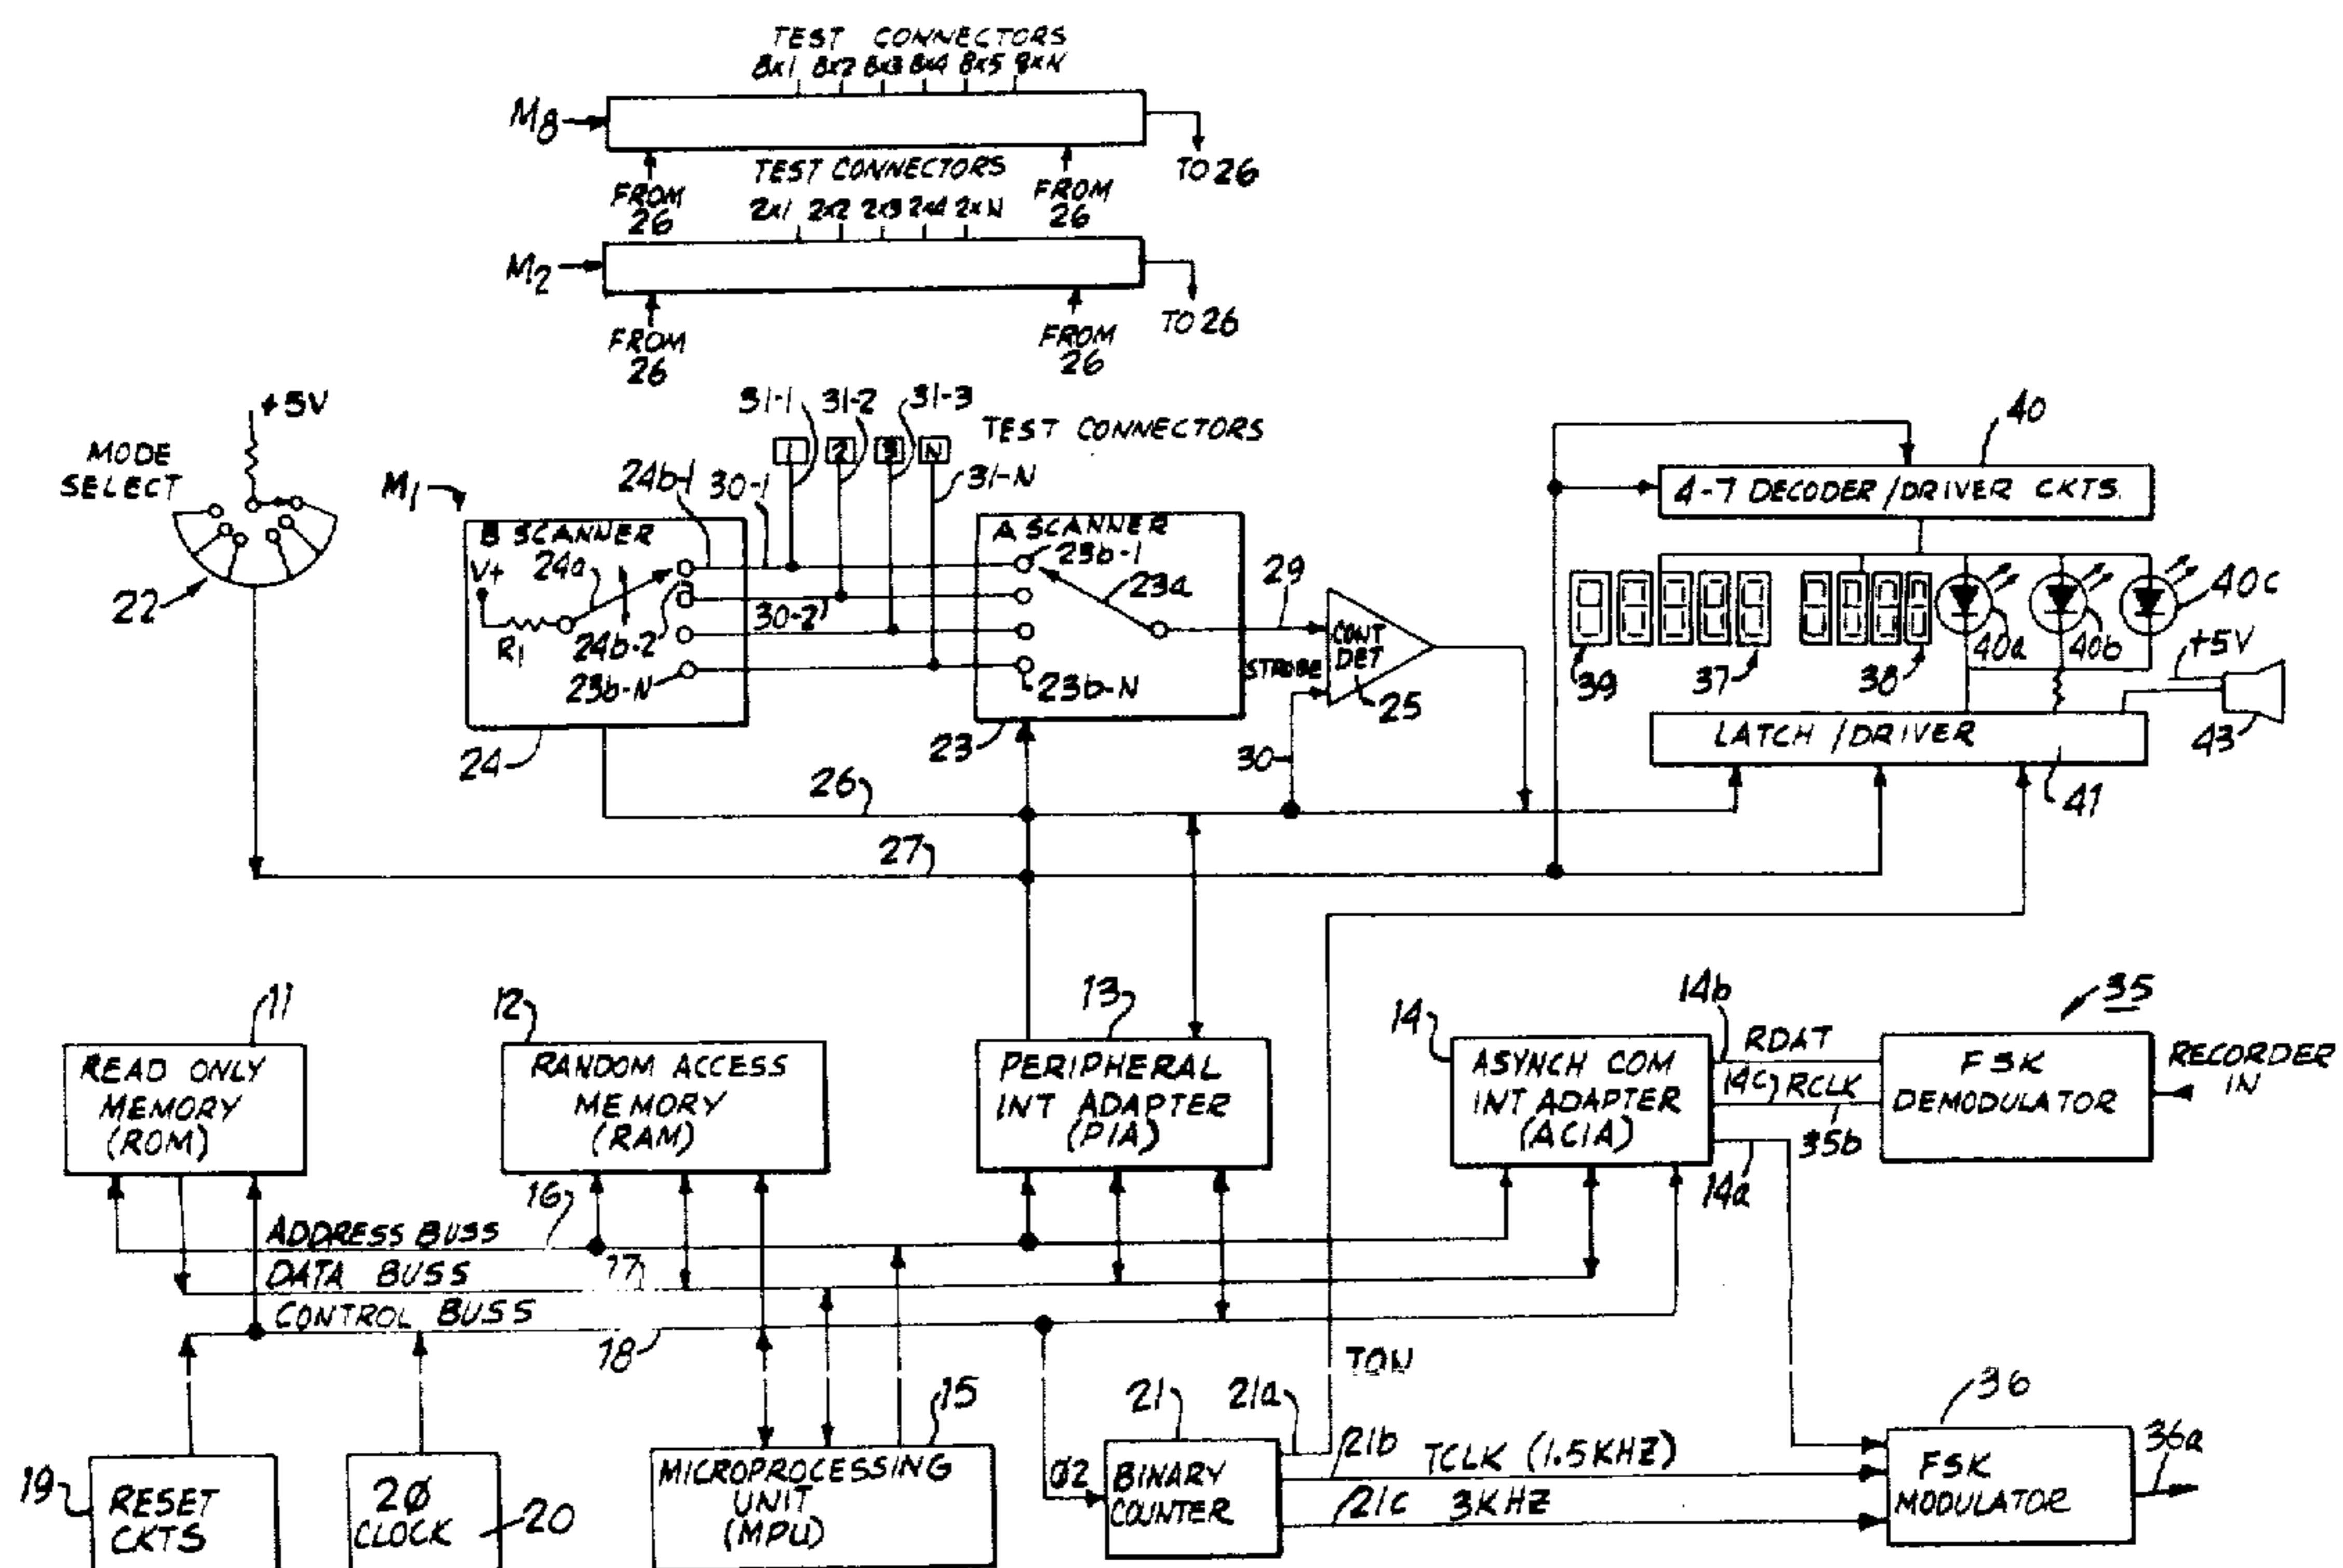 TEST CONNECTORS
8x1 8x2 8x3 8x4 8x5 8xN
M8
FROM 26
FROM 26
TO 26
TEST CONNECTORS
2x1 2x2 2x3 2x4 2xN
M2
FROM 26
FROM 26
TO 26
+5V
MODE SELECT
22
M1
31-1
31-2
31-3
31-N
1 2 3 N
TEST CONNECTORS
24b-1
30-1
B SCANNER
V+
24a
R1
24b-2
30-2
23b-N
24
A SCANNER
23b-1
23a
23b-N
23
29
STROBE
CONT DET
25
30
26
27
40
4-7 DECODER/DRIVER CKTS.
39
37
38
40a
40b
40c
+5V
LATCH / DRIVER
41
43
11
READ ONLY MEMORY (ROM)
12
RANDOM ACCESS MEMORY (RAM)
13
PERIPHERAL INT ADAPTER (PIA)
14
ASYNCH COM INT ADAPTER (ACIA)
14b
RDAT
14c
RCLK
35b
14a
35
FSK DEMODULATOR
RECORDER IN
16
ADDRESS BUSS
17
DATA BUSS
CONTROL BUSS
18
19
RESET CKTS
2Ø CLOCK
20
15
MICROPROCESSING UNIT (MPU)
Ø2
21
BINARY COUNTER
21a
TON
21b
TCLK (1.5KHZ)
21c
3KHZ
36
FSK MODULATOR
36a